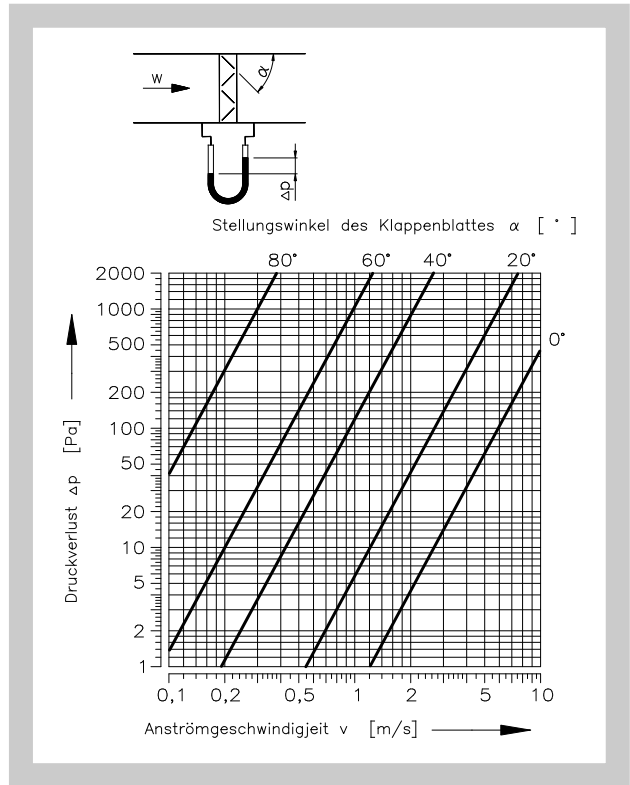 w
α
Δp
Stellungswinkel des Klappenblattes α [ ° ]
80° 60° 40° 20°
0°
2000
1000
500
200
100
50
20
10
5
2
1
Druckverlust Δp [Pa]
0,1 0,2 0,5 1 2 5 10
Anströmgeschwindigjeit v [m/s]